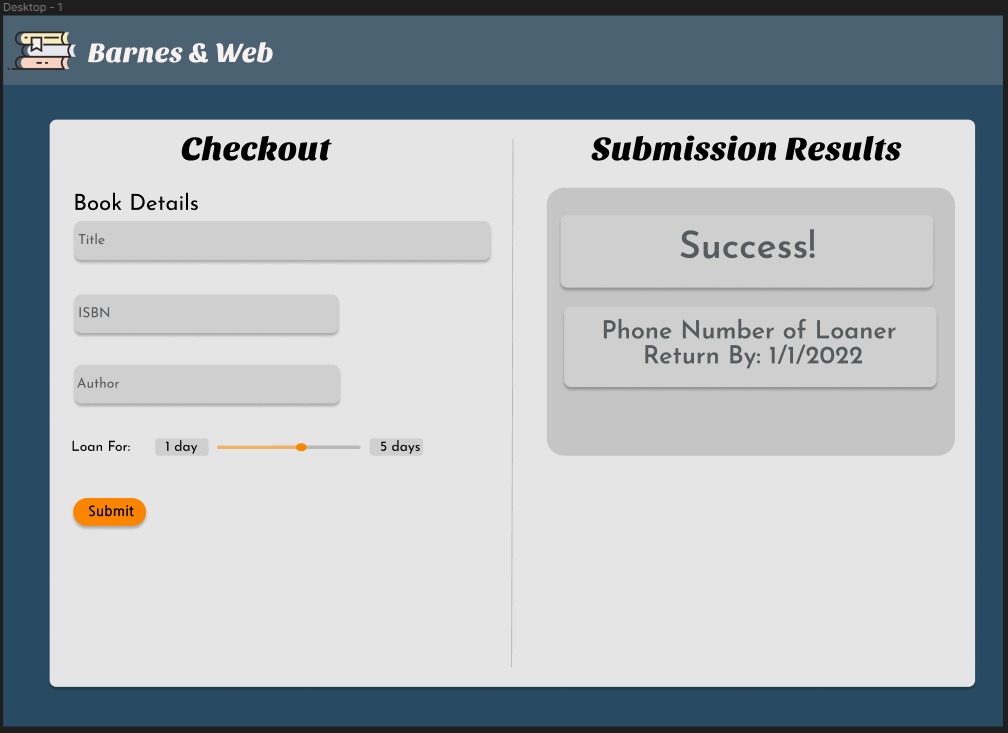 Desktop - 1
Barnes & Web
Checkout
Book Details
Title
ISBN
Author
Loan For: 1 day 5 days
Submit
Submission Results
Success!
Phone Number of Loaner
Return By: 1/1/2022